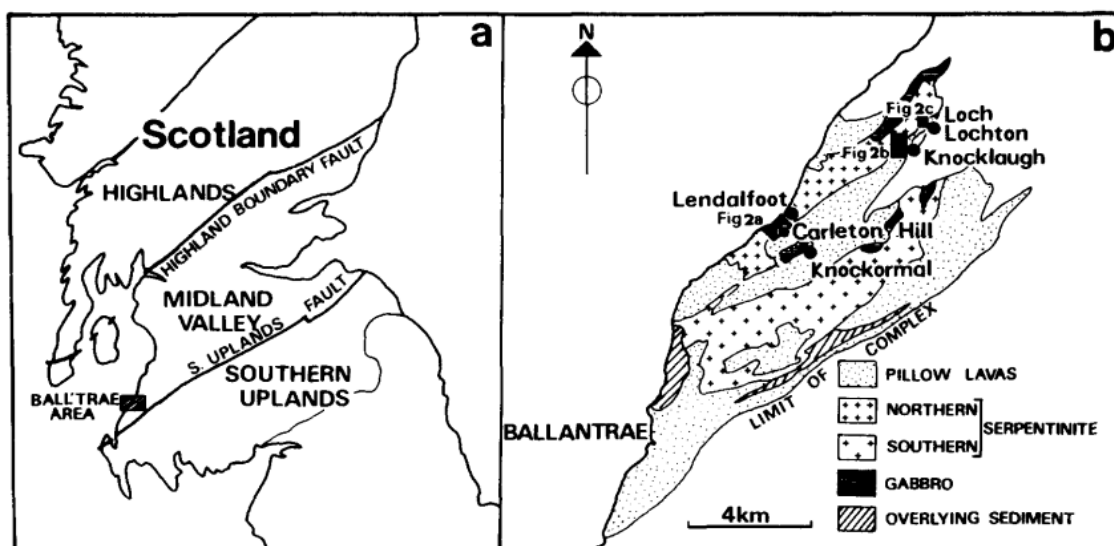 a
Scotland
HIGHLANDS
HIGHLAND BOUNDARY FAULT
MIDLAND
VALLEY
S. UPLANDS FAULT
SOUTHERN
UPLANDS
BALL'TRAE
AREA
b
N
Fig 2c
Loch
Lochton
Fig 2b
Knocklaugh
Lendalfoot
Fig 2a
Carleton Hill
Knockormal
LIMIT OF COMPLEX
BALLANTRAE
4km
PILLOW LAVAS
NORTHERN
SERPENTINITE
SOUTHERN
GABBRO
OVERLYING SEDIMENT